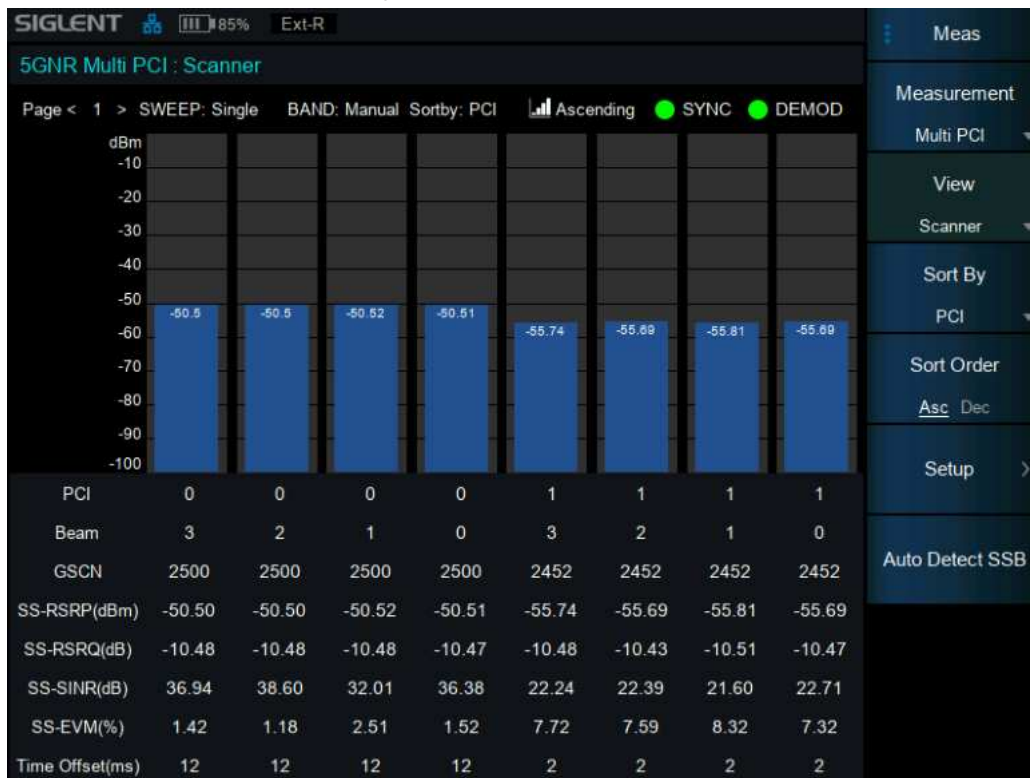 SIGLENT 85% Ext-R
Meas
5GNR Multi PCI : Scanner
Page < 1 > SWEEP: Single BAND: Manual Sortby: PCI Ascending SYNC DEMOD
Measurement
Multi PCI
View
Scanner
Sort By
PCI
Sort Order
Asc Dec
Setup >
Auto Detect SSB
dBm
-10
-20
-30
-40
-50
-60
-70
-80
-90
-100
-50.5 -50.5 -50.52 -50.51 -55.74 -55.69 -55.81 -55.69
PCI 0 0 0 0 1 1 1 1
Beam 3 2 1 0 3 2 1 0
GSCN 2500 2500 2500 2500 2452 2452 2452 2452
SS-RSRP(dBm) -50.50 -50.50 -50.52 -50.51 -55.74 -55.69 -55.81 -55.69
SS-RSRQ(dB) -10.48 -10.48 -10.48 -10.47 -10.48 -10.43 -10.51 -10.47
SS-SINR(dB) 36.94 38.60 32.01 36.38 22.24 22.39 21.60 22.71
SS-EVM(%) 1.42 1.18 2.51 1.52 7.72 7.59 8.32 7.32
Time Offset(ms) 12 12 12 12 2 2 2 2